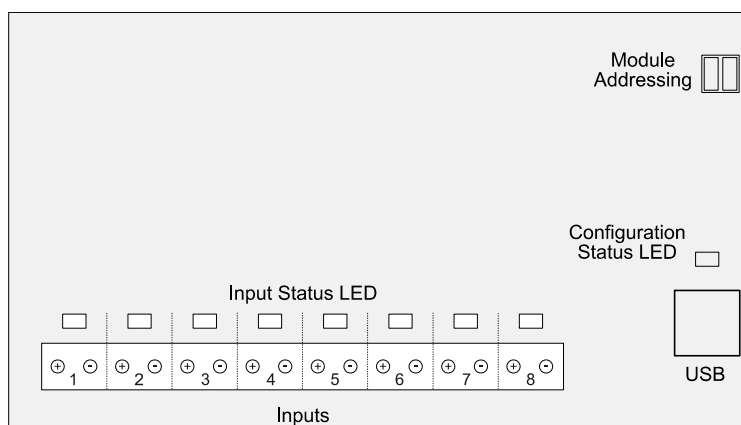 Module
Addressing
Configuration
Status LED
Input Status LED
+ - + - + - + - + - + - + - + -
1 2 3 4 5 6 7 8
USB
Inputs